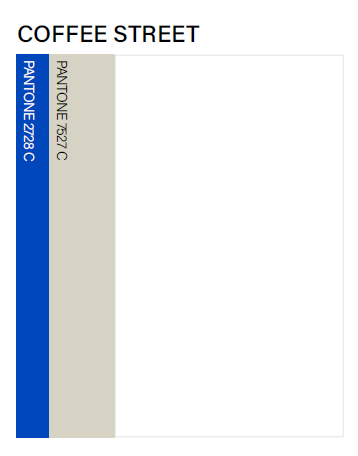 COFFEE STREET
PANTONE 2728 C
PANTONE 7527 C